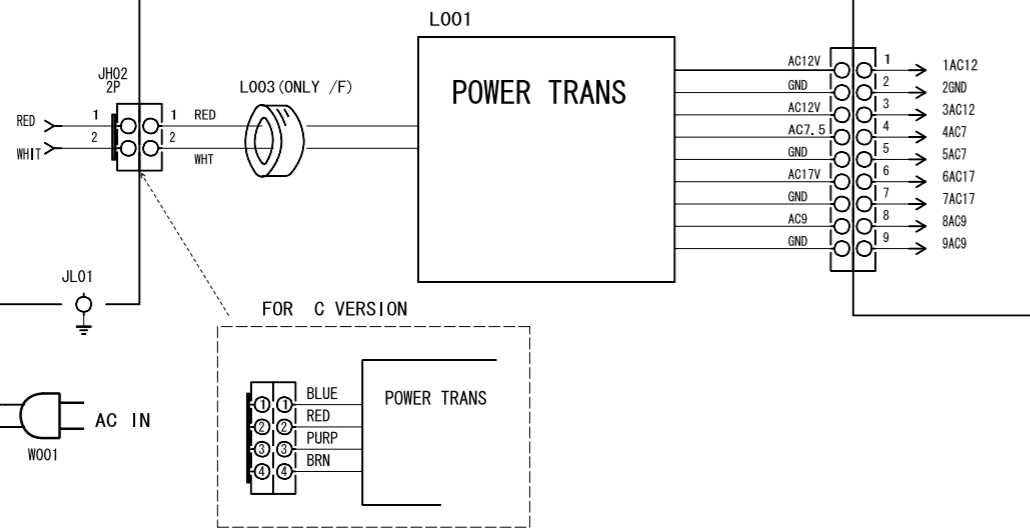 L001
JH02
2P
L003(ONLY /F)
POWER TRANS
RED
1
1
RED
WHIT
2
2
WHT
AC12V
1
1AC12
GND
2
2GND
AC12V
3
3AC12
AC7.5
4
4AC7
GND
5
5AC7
AC17V
6
6AC17
GND
7
7AC17
AC9
8
8AC9
GND
9
9AC9
JL01
FOR C VERSION
1
1
BLUE
2
2
RED
3
3
PURP
4
4
BRN
POWER TRANS
AC IN
W001